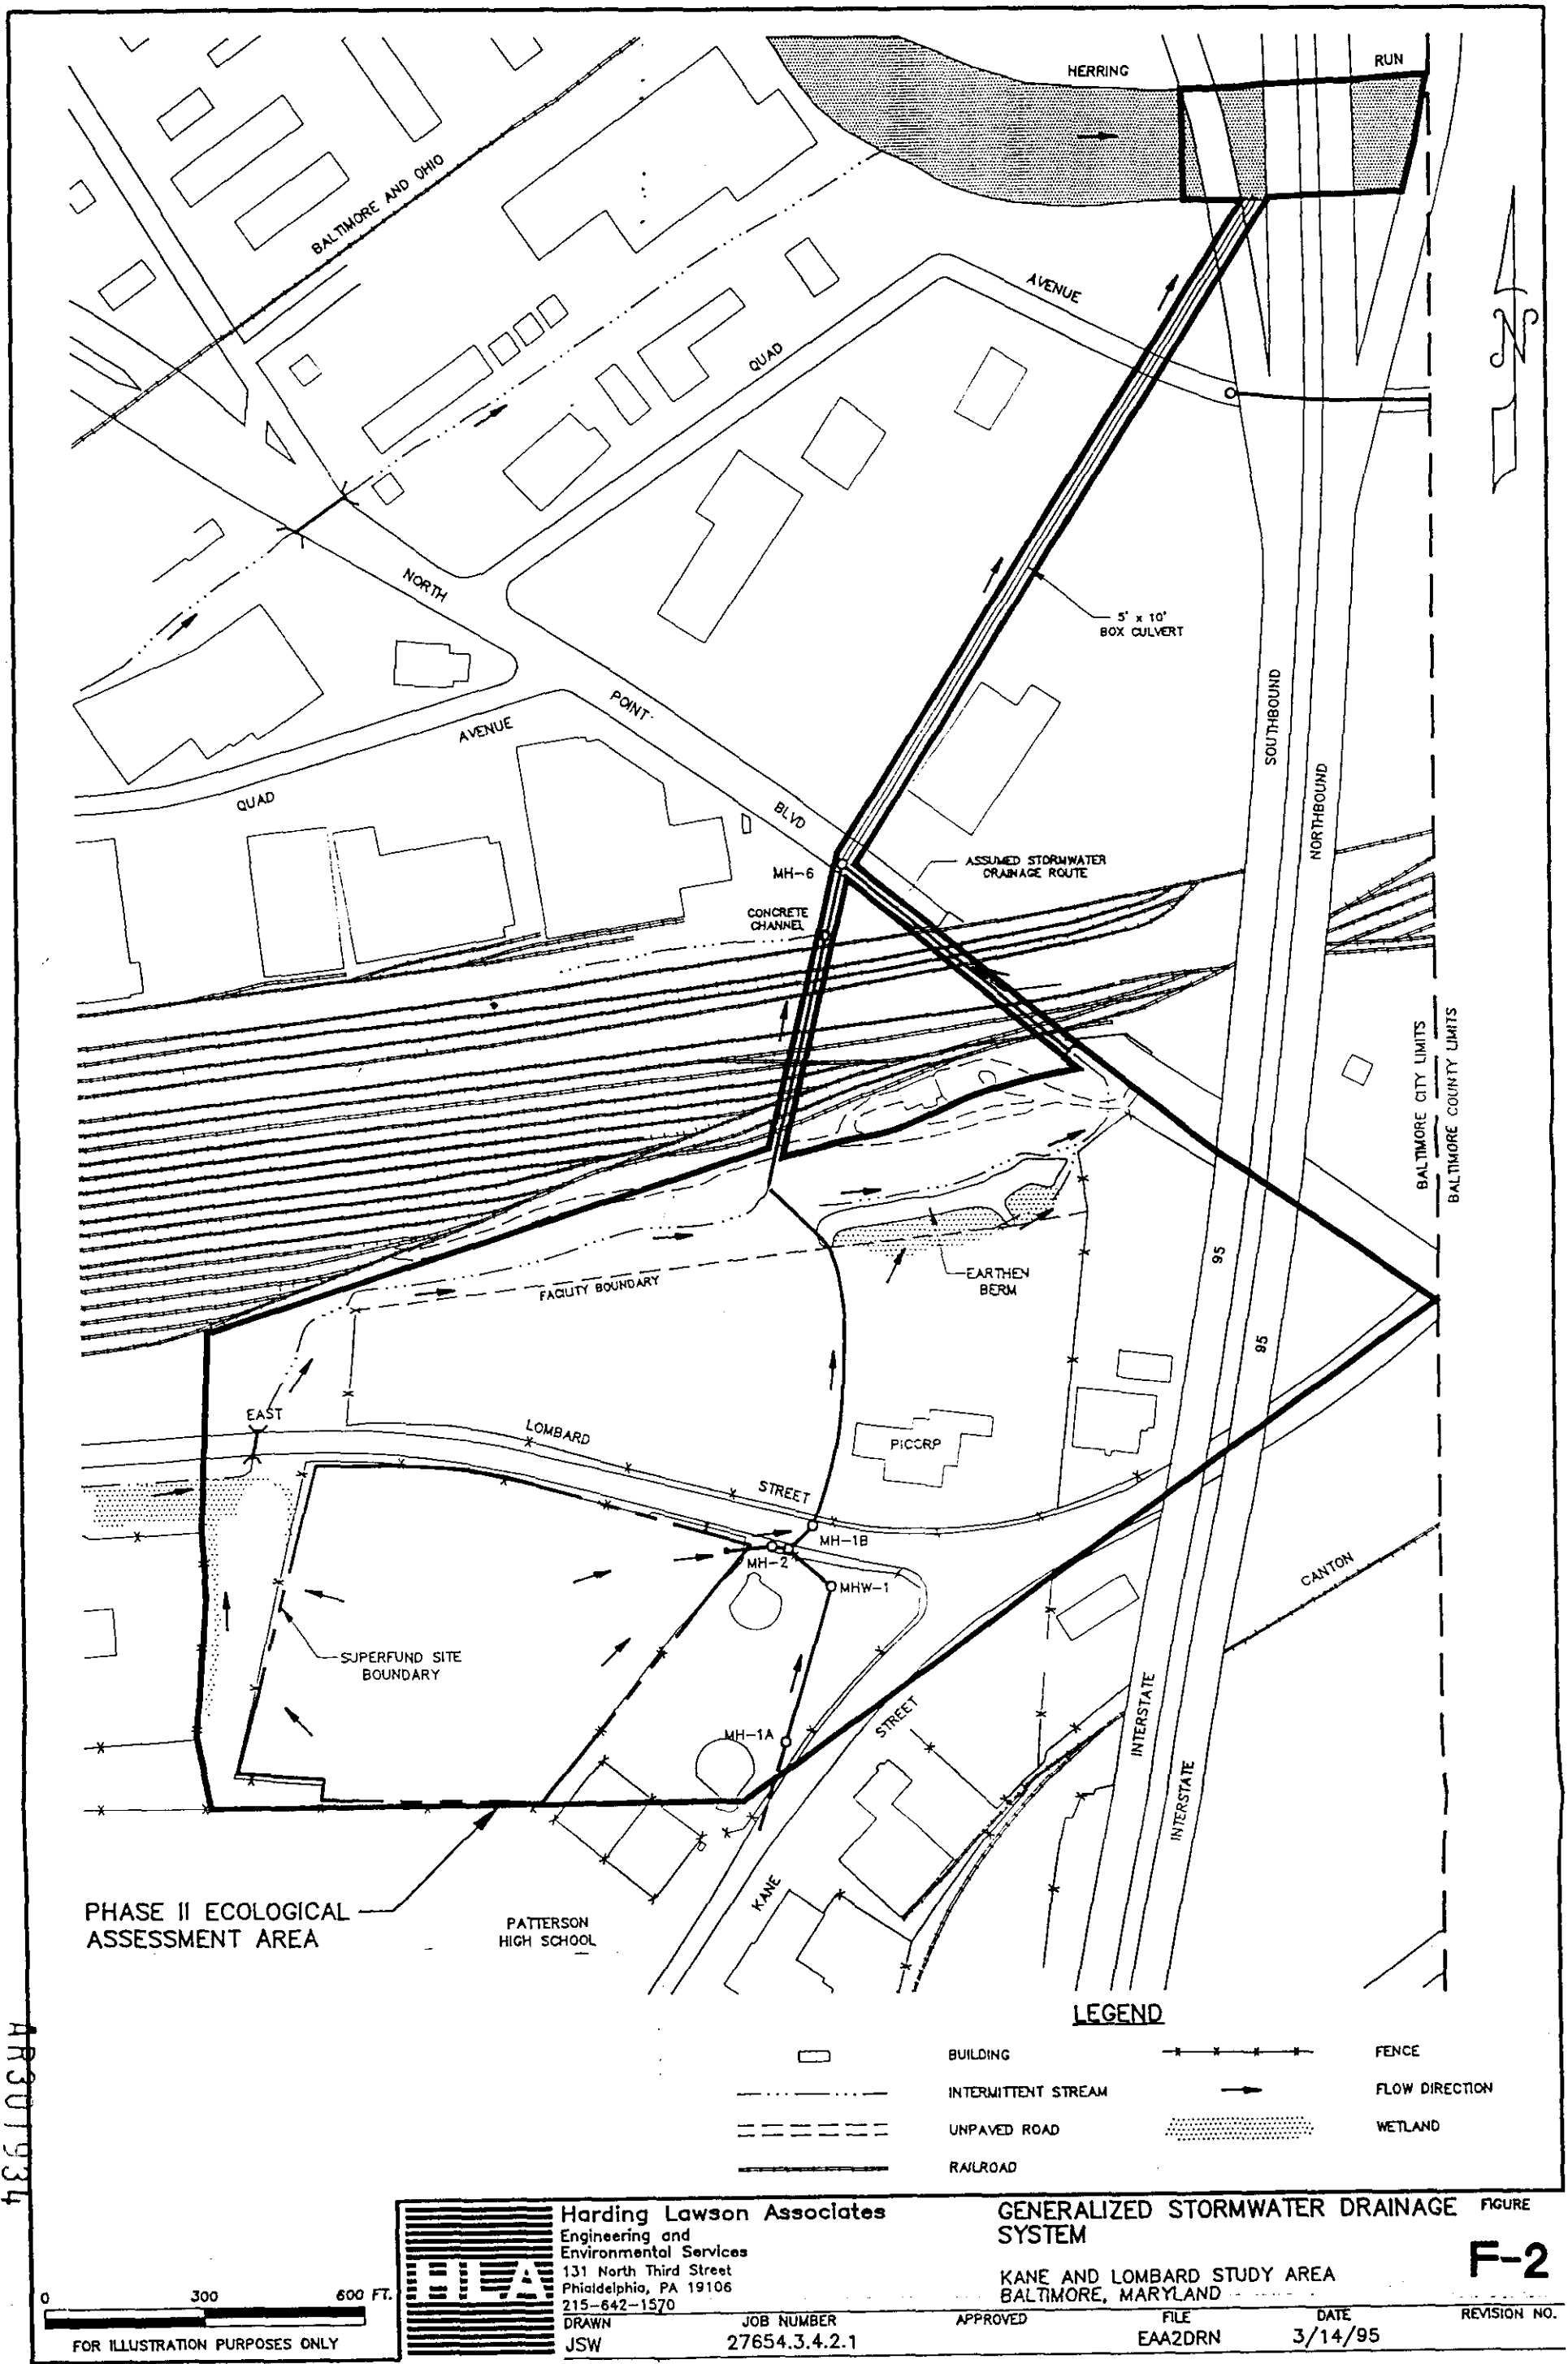 HERRING
RUN
BALTIMORE AND OHIO
AVENUE
QUAD
N
NORTH
5' x 10'
BOX CULVERT
POINT
AVENUE
SOUTHBOUND
QUAD
BLVD
NORTHBOUND
MH-6
ASSUMED STORMWATER
DRAINAGE ROUTE
CONCRETE
CHANNEL
BALTIMORE CITY LIMITS
BALTIMORE COUNTY LIMITS
EARTHEN
BERM
FACILITY BOUNDARY
95
95
EAST
LOMBARD
PICCRP
STREET
MH-1B
MH-2
MHW-1
CANTON
SUPERFUND SITE
BOUNDARY
STREET
MH-1A
INTERSTATE
INTERSTATE
KANE
PHASE II ECOLOGICAL
ASSESSMENT AREA
PATTERSON
HIGH SCHOOL
LEGEND
BUILDING
FENCE
INTERMITTENT STREAM
FLOW DIRECTION
UNPAVED ROAD
WETLAND
RAILROAD
AR301934
HLA
Harding Lawson Associates
Engineering and
Environmental Services
131 North Third Street
Phialdelphia, PA 19106
215-642-1570
GENERALIZED STORMWATER DRAINAGE
SYSTEM
KANE AND LOMBARD STUDY AREA
BALTIMORE, MARYLAND
FIGURE
F-2
0 300 600 FT.
FOR ILLUSTRATION PURPOSES ONLY
DRAWN
JSW
JOB NUMBER
27654.3.4.2.1
APPROVED
FILE
EAA2DRN
DATE
3/14/95
REVISION NO.